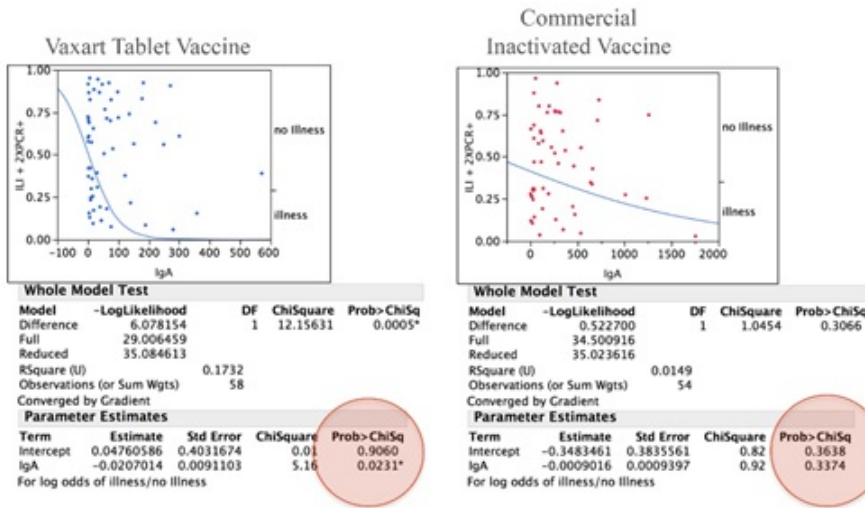 Vaxart Tablet Vaccine
1.00
0.75
0.50
0.25
0.00
ILI + 2XPCR+
no Illness
illness
-100 0 100 200 300 400 500 600
IgA
Whole Model Test
Model -LogLikelihood DF ChiSquare Prob>ChiSq
Difference 6.078154 1 12.15631 0.0005*
Full 29.006459
Reduced 35.084613
RSquare (U) 0.1732
Observations (or Sum Wgts) 58
Converged by Gradient
Parameter Estimates
Term Estimate Std Error ChiSquare Prob>ChiSq
Intercept 0.04760586 0.4031674 0.01 0.9060
IgA -0.0207014 0.0091103 5.16 0.0231*
For log odds of illness/no Illness
Commercial
Inactivated Vaccine
1.00
0.75
0.50
0.25
0.00
ILI + 2XPCR+
no Illness
illness
0 500 1000 1500 2000
IgA
Whole Model Test
Model -LogLikelihood DF ChiSquare Prob>ChiSq
Difference 0.522700 1 1.0454 0.3066
Full 34.500916
Reduced 35.023616
RSquare (U) 0.0149
Observations (or Sum Wgts) 54
Converged by Gradient
Parameter Estimates
Term Estimate Std Error ChiSquare Prob>ChiSq
Intercept -0.3483461 0.3835561 0.82 0.3638
IgA -0.0009016 0.0009397 0.92 0.3374
For log odds of illness/no Illness